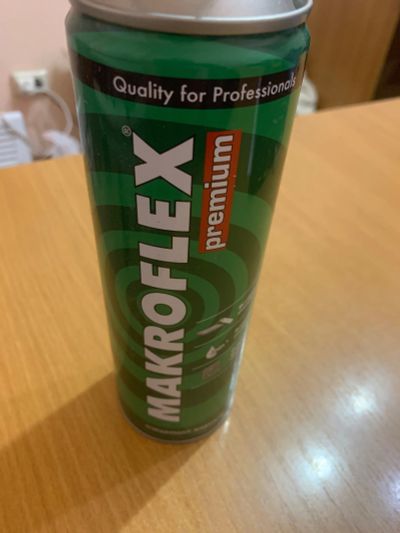 Quality for Professionals
MAKROFLEX®
premium